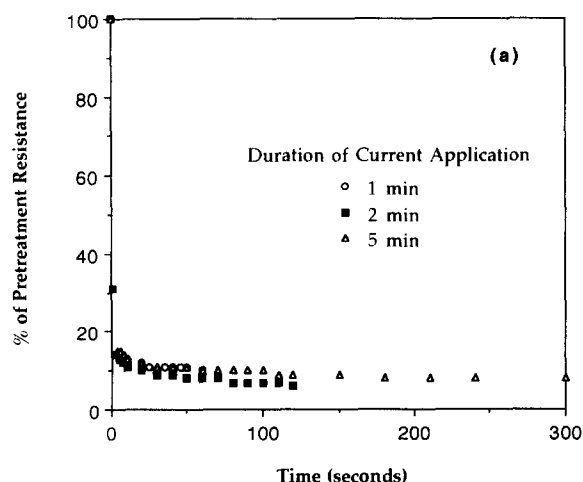 100
(a)
80
% of Pretreatment Resistance
60
Duration of Current Application
1 min
2 min
5 min
40
20
0
0 100 200 300
Time (seconds)